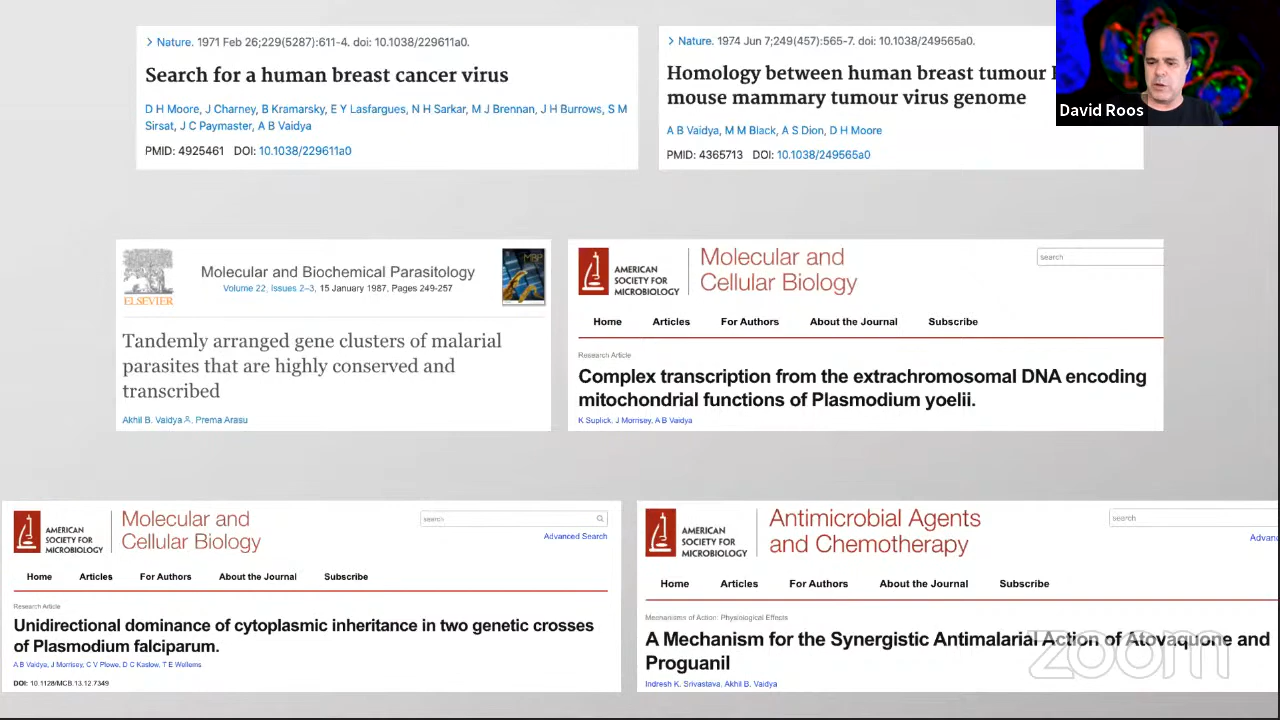 > Nature. 1971 Feb 26;229(5287):611-4. doi: 10.1038/229611a0.
Search for a human breast cancer virus
D H Moore, J Charney, B Kramarsky, E Y Lasfargues, N H Sarkar, M J Brennan, J H Burrows, S M
Sirsat, J C Paymaster, A B Vaidya
PMID: 4925461 DOI: 10.1038/229611a0
> Nature. 1974 Jun 7;249(457):565-7. doi: 10.1038/249565a0.
Homology between human breast tumour
mouse mammary tumour virus genome
A B Vaidya, M M Black, A S Dion, D H Moore
PMID: 4365713 DOI: 10.1038/249565a0
David Roos
ELSEVIER
Molecular and Biochemical Parasitology
Volume 22, Issues 2–3, 15 January 1987, Pages 249-257
Tandemly arranged gene clusters of malarial
parasites that are highly conserved and
transcribed
Akhil B. Vaidya, Prema Arasu
AMERICAN
SOCIETY FOR
MICROBIOLOGY
Molecular and
Cellular Biology
search
Home Articles For Authors About the Journal Subscribe
Research Article
Complex transcription from the extrachromosomal DNA encoding
mitochondrial functions of Plasmodium yoelii.
K Suplick, J Morrisey, A B Vaidya
AMERICAN
SOCIETY FOR
MICROBIOLOGY
Molecular and
Cellular Biology
search
Advanced Search
Home Articles For Authors About the Journal Subscribe
Research Article
Unidirectional dominance of cytoplasmic inheritance in two genetic crosses
of Plasmodium falciparum.
A B Vaidya, J Morrisey, C V Plowe, D C Kaslow, T E Wellems
DOI: 10.1128/MCB.13.12.7349
AMERICAN
SOCIETY FOR
MICROBIOLOGY
Antimicrobial Agents
and Chemotherapy
search
Advanc
Home Articles For Authors About the Journal Subscribe
Mechanisms of Action: Physiological Effects
A Mechanism for the Synergistic Antimalarial Action of Atovaquone and
Proguanil
Indresh K. Srivastava, Akhil B. Vaidya
zoom